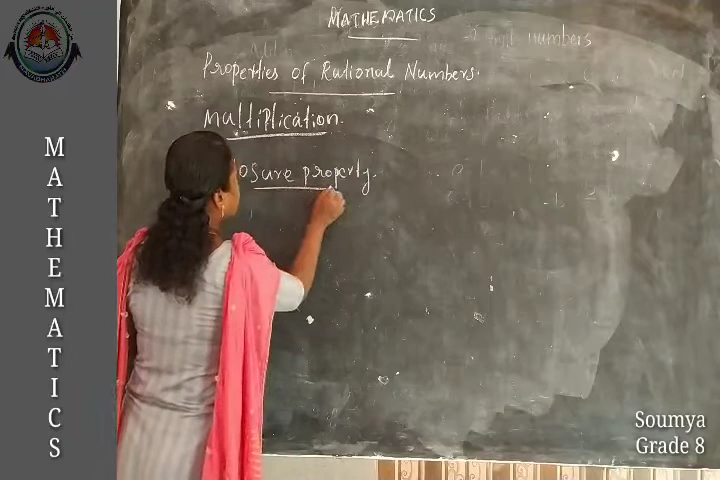 MATHEMATICS
MATHEMATICS
Properties of Rational Numbers.
Multiplication.
osure property.
Soumya
Grade 8